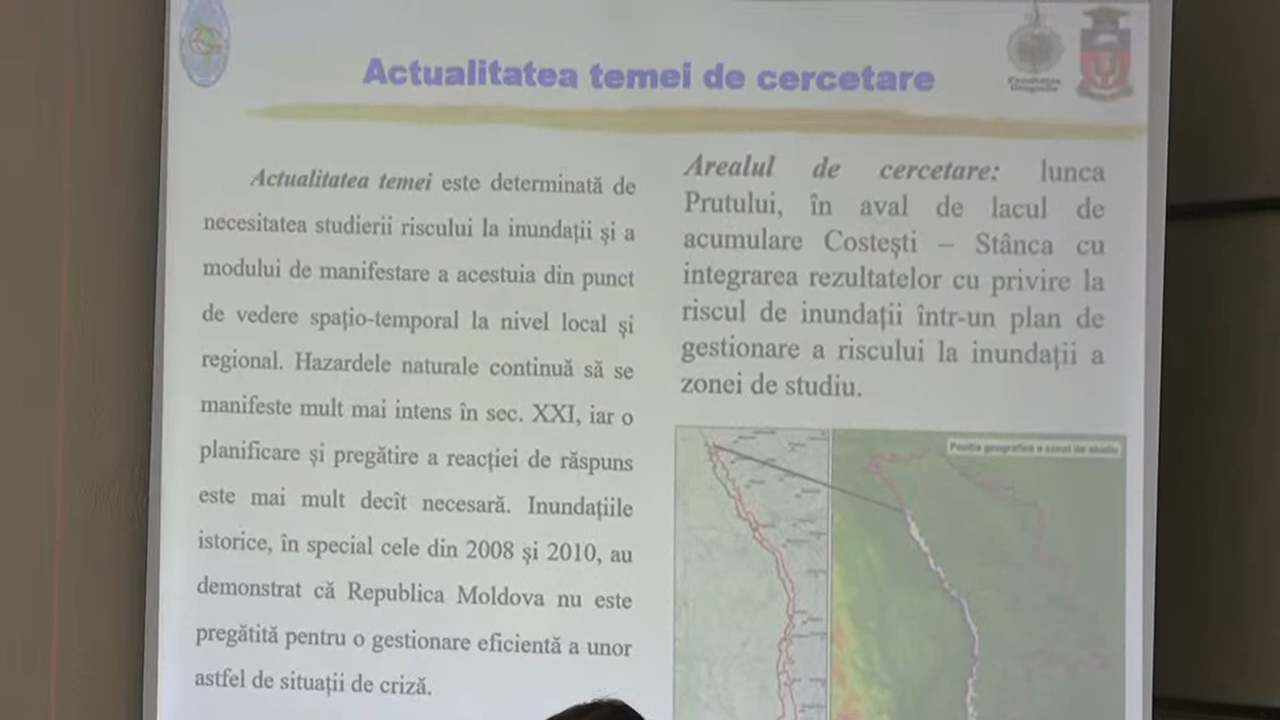 Actualitatea temei de cercetare
Actualitatea temei este determinată de
necesitatea studierii riscului la inundații și a
modului de manifestare a acestuia din punct
de vedere spațio-temporal la nivel local și
regional. Hazardele naturale continuă să se
manifeste mult mai intens în sec. XXI, iar o
planificare și pregătire a reacției de răspuns
este mai mult decît necesară. Inundațiile
istorice, în special cele din 2008 și 2010, au
demonstrat că Republica Moldova nu este
pregătită pentru o gestionare eficientă a unor
astfel de situații de criză.
Arealul de cercetare: lunca
Prutului, în aval de lacul de
acumulare Costești – Stânca cu
integrarea rezultatelor cu privire la
riscul de inundații într-un plan de
gestionare a riscului la inundații a
zonei de studiu.
Poziția geografică a zonei de studiu